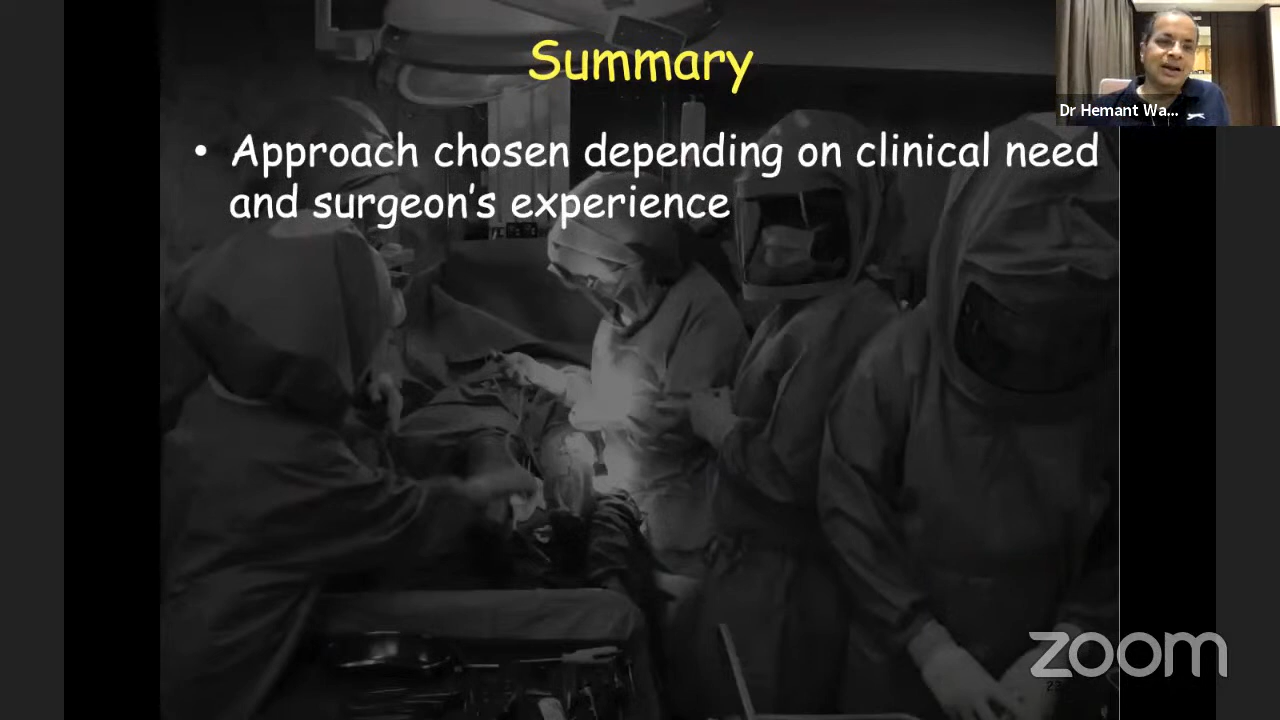 Summary
Dr Hemant Wa...
• Approach chosen depending on clinical need
and surgeon's experience
zoom